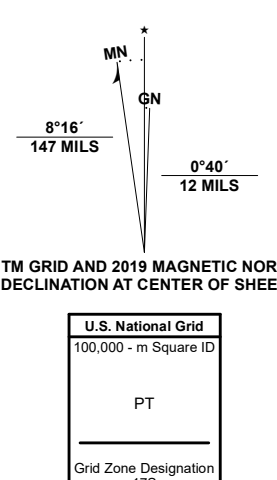 ★
MN
GN
8°16´
147 MILS
0°40´
12 MILS
TM GRID AND 2019 MAGNETIC NOR
DECLINATION AT CENTER OF SHEE
U.S. National Grid
100,000 - m Square ID
PT
Grid Zone Designation